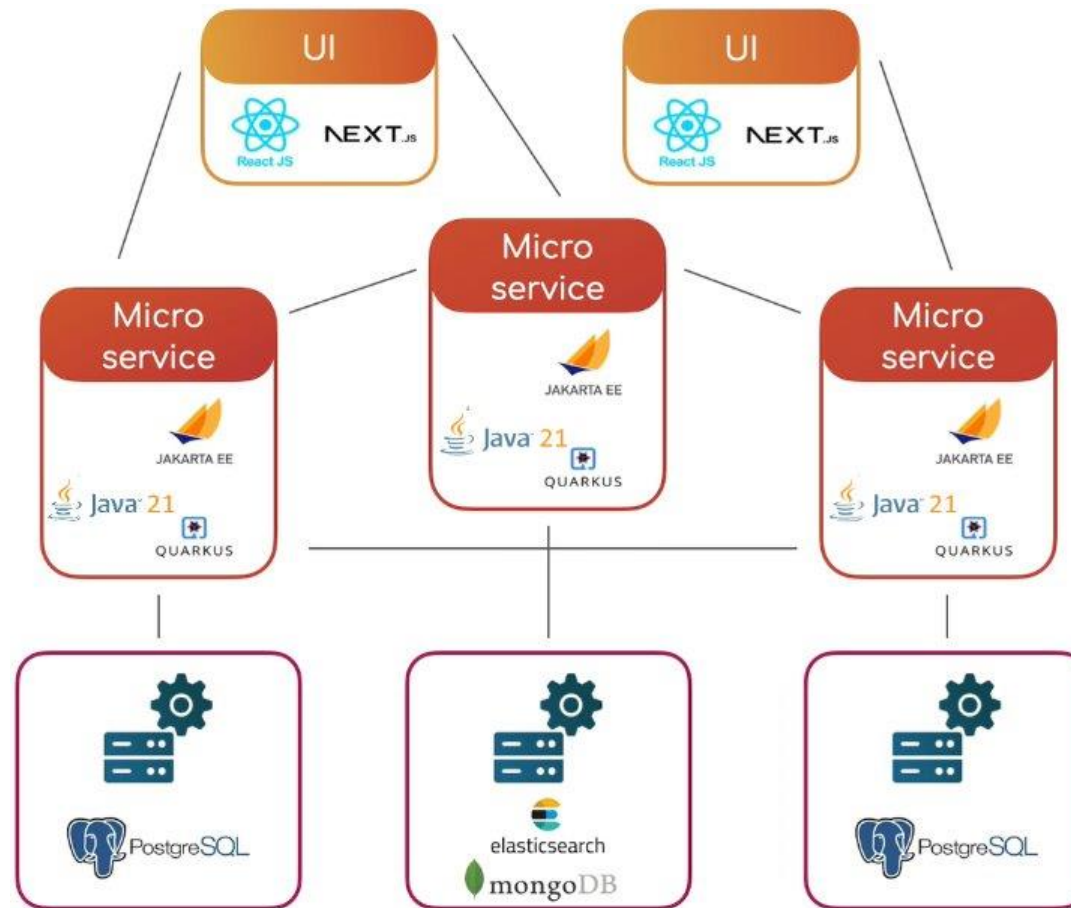 UI
React JS
NEXT.JS
UI
React JS
NEXT.JS
Micro
service
JAKARTA EE
Java 21
QUARKUS
Micro
service
JAKARTA EE
Java 21
QUARKUS
Micro
service
JAKARTA EE
Java 21
QUARKUS
PostgreSQL
elasticsearch
mongoDB
PostgreSQL